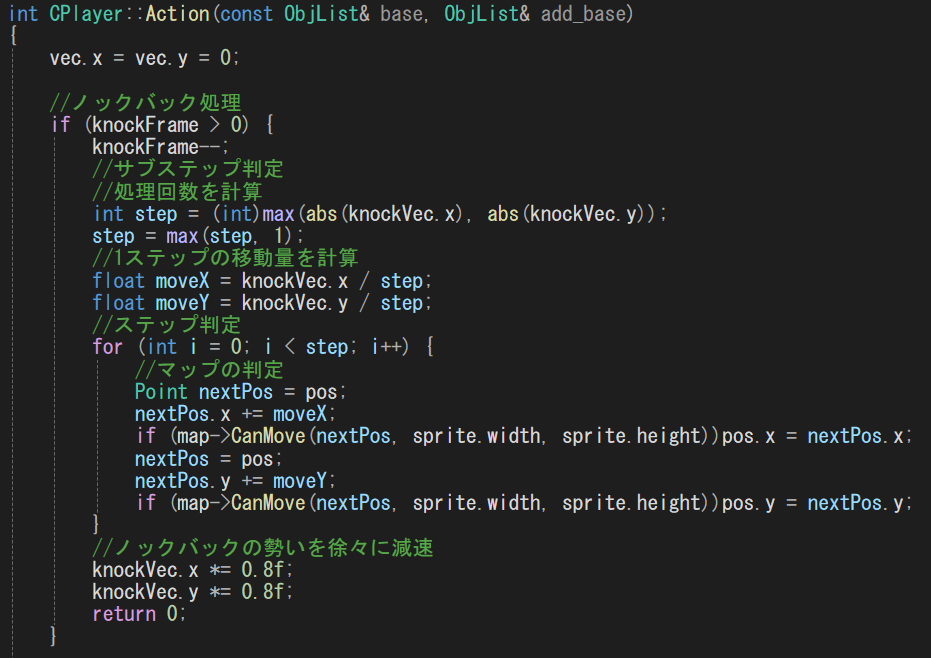 int CPlayer::Action(const ObjList& base, ObjList& add_base)
{
    vec.x = vec.y = 0;

    //ノックバック処理
    if (knockFrame > 0) {
        knockFrame--;
        //サブステップ判定
        //処理回数を計算
        int step = (int)max(abs(knockVec.x), abs(knockVec.y));
        step = max(step, 1);
        //1ステップの移動量を計算
        float moveX = knockVec.x / step;
        float moveY = knockVec.y / step;
        //ステップ判定
        for (int i = 0; i < step; i++) {
            //マップの判定
            Point nextPos = pos;
            nextPos.x += moveX;
            if (map->CanMove(nextPos, sprite.width, sprite.height))pos.x = nextPos.x;
            nextPos = pos;
            nextPos.y += moveY;
            if (map->CanMove(nextPos, sprite.width, sprite.height))pos.y = nextPos.y;
        }
        //ノックバックの勢いを徐々に減速
        knockVec.x *= 0.8f;
        knockVec.y *= 0.8f;
        return 0;
    }